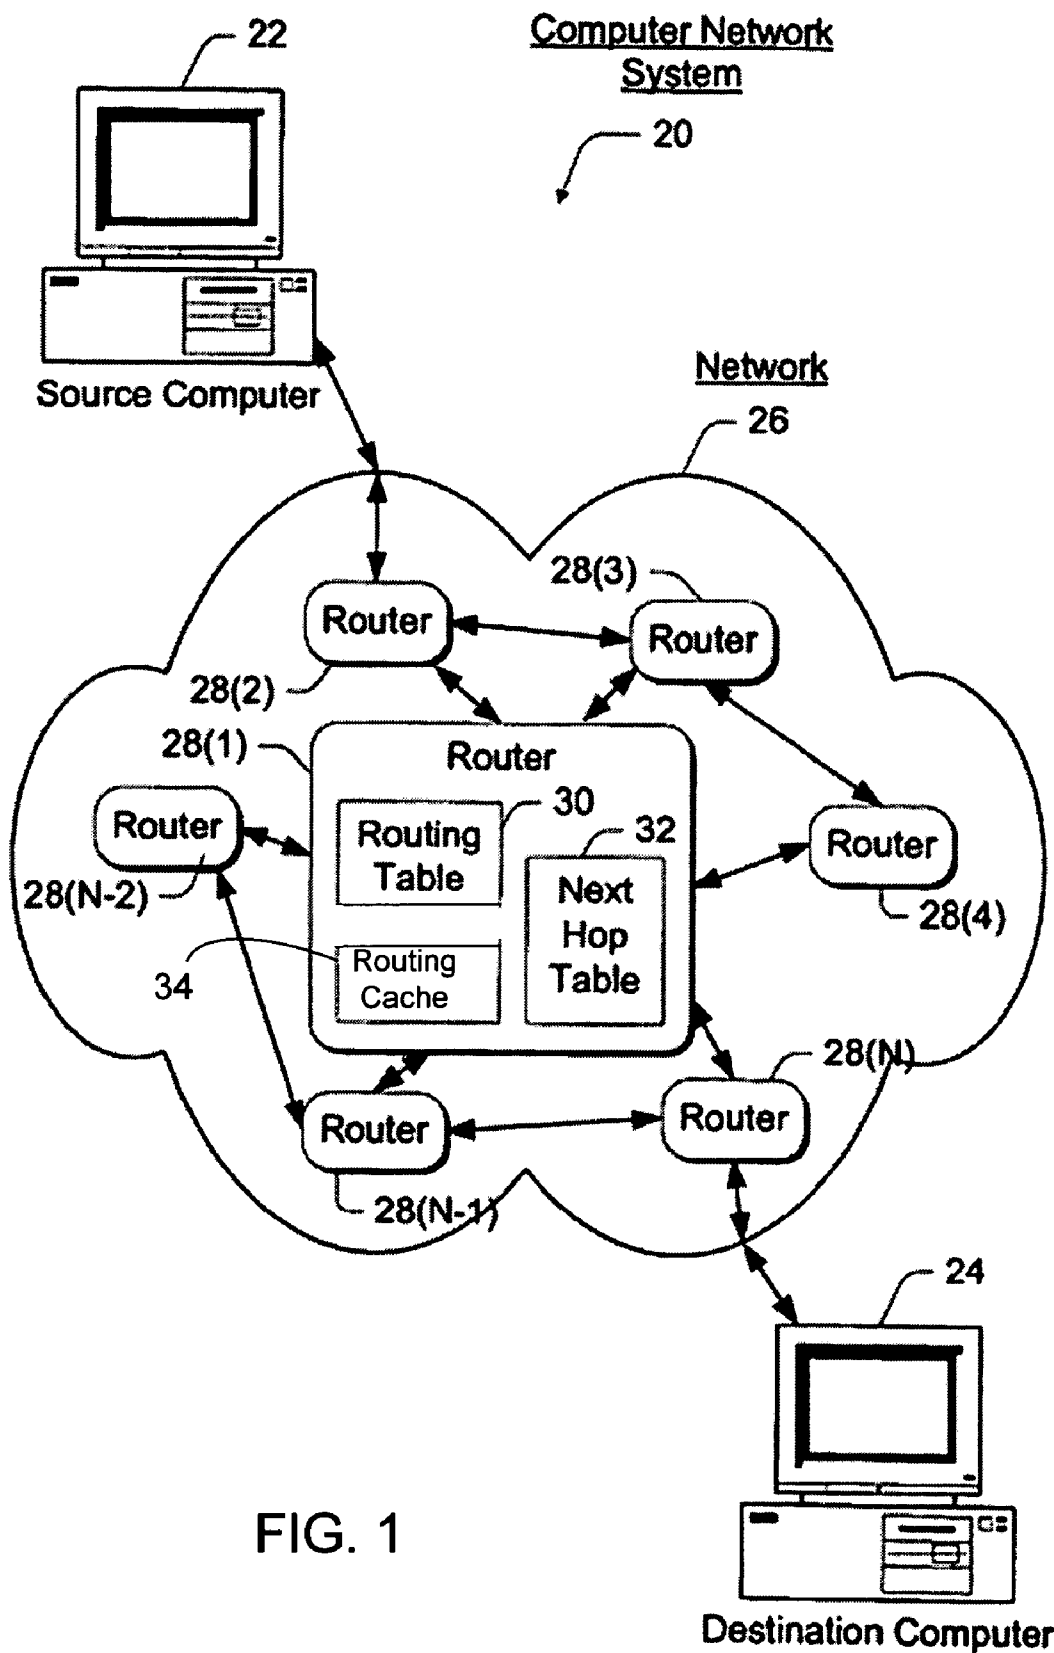 22
Computer Network
System
20
Source Computer
Network
26
28(3)
Router
Router
28(2)
28(1)
Router
30
Routing
Table
32
Next
Hop
Table
Router
28(N-2)
Router
28(4)
34
Routing
Cache
28(N)
Router
Router
28(N-1)
24
FIG. 1
Destination Computer